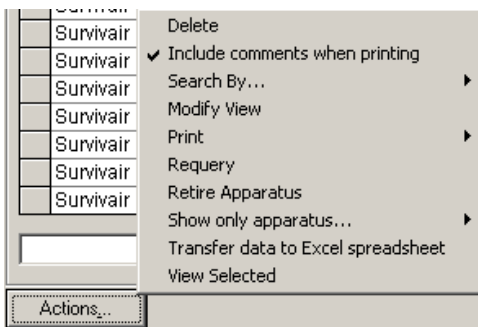 Survivair
Survivair
Survivair
Survivair
Survivair
Survivair
Survivair
Survivair
Delete
Include comments when printing
Search By...
Modify View
Print
Requery
Retire Apparatus
Show only apparatus...
Transfer data to Excel spreadsheet
View Selected
Actions...